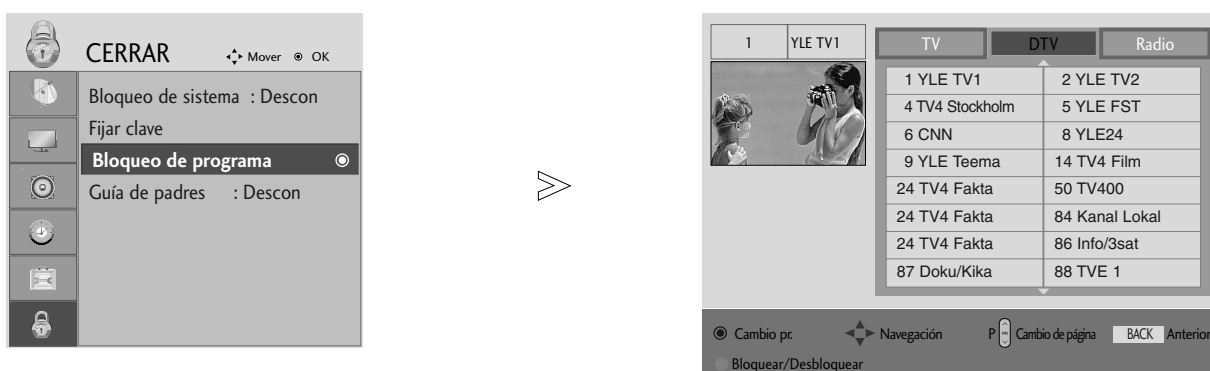 CERRAR Mover OK
Bloqueo de sistema : Descon
Fijar clave
Bloqueo de programa
Guía de padres : Descon
1 YLE TV1
TV DTV Radio
1 YLE TV1 2 YLE TV2
4 TV4 Stockholm 5 YLE FST
6 CNN 8 YLE24
9 YLE Teema 14 TV4 Film
24 TV4 Fakta 50 TV400
24 TV4 Fakta 84 Kanal Lokal
24 TV4 Fakta 86 Info/3sat
87 Doku/Kika 88 TVE 1
Cambio pr. Navegación P PR Cambio de página BACK Anterior
Bloquear/Desbloquear